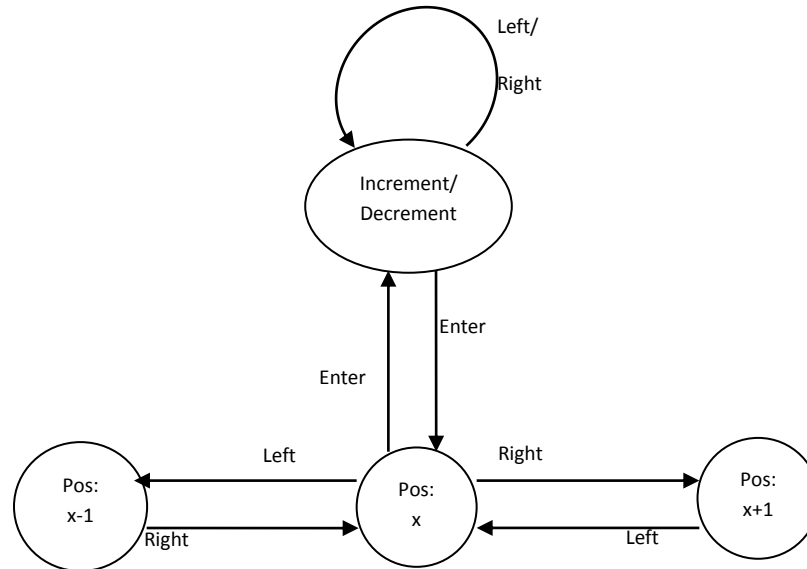 Left/
Right
Increment/
Decrement
Enter
Enter
Left
Right
Pos:
x-1
Pos:
x
Pos:
x+1
Right
Left